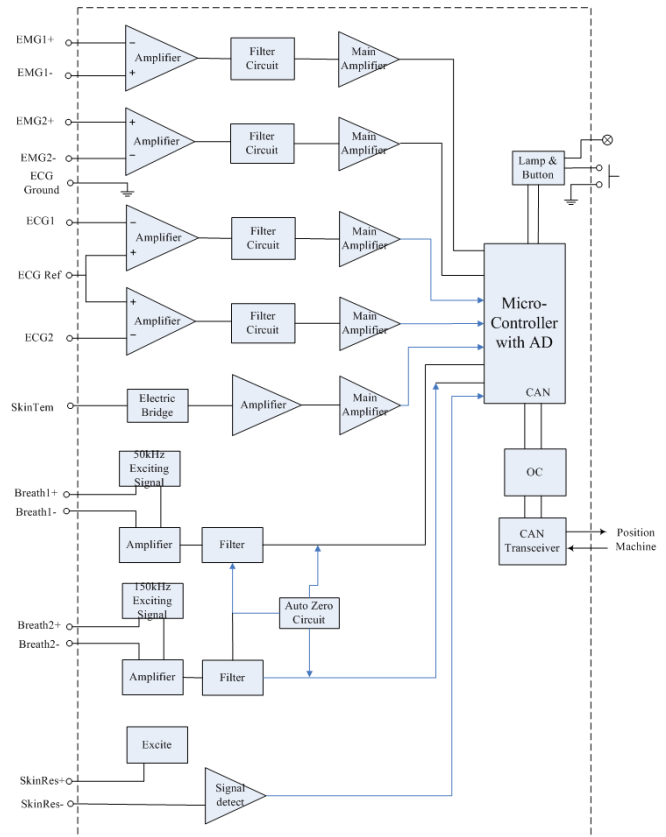 EMG1+
EMG1-
−
+
Amplifier
Filter
Circuit
Main
Amplifier
EMG2+
EMG2-
+
−
Amplifier
Filter
Circuit
Main
Amplifier
ECG
Ground
Lamp &
Button
ECG1
−
+
Amplifier
Filter Circuit
Main
Amplifier
ECG Ref
ECG2
+
−
Amplifier
Filter
Circuit
Main
Amplifier
Micro-
Controller
with AD
CAN
SkinTem
Electric
Bridge
Amplifier
Main
Amplifier
OC
CAN
Transceiver
Position
Machine
50kHz
Exciting
Signal
Breath1+
Breath1-
Amplifier
Filter
150kHz
Exciting
Signal
Auto Zero
Circuit
Breath2+
Breath2-
Amplifier
Filter
Excite
SkinRes+
SkinRes-
Signal
detect